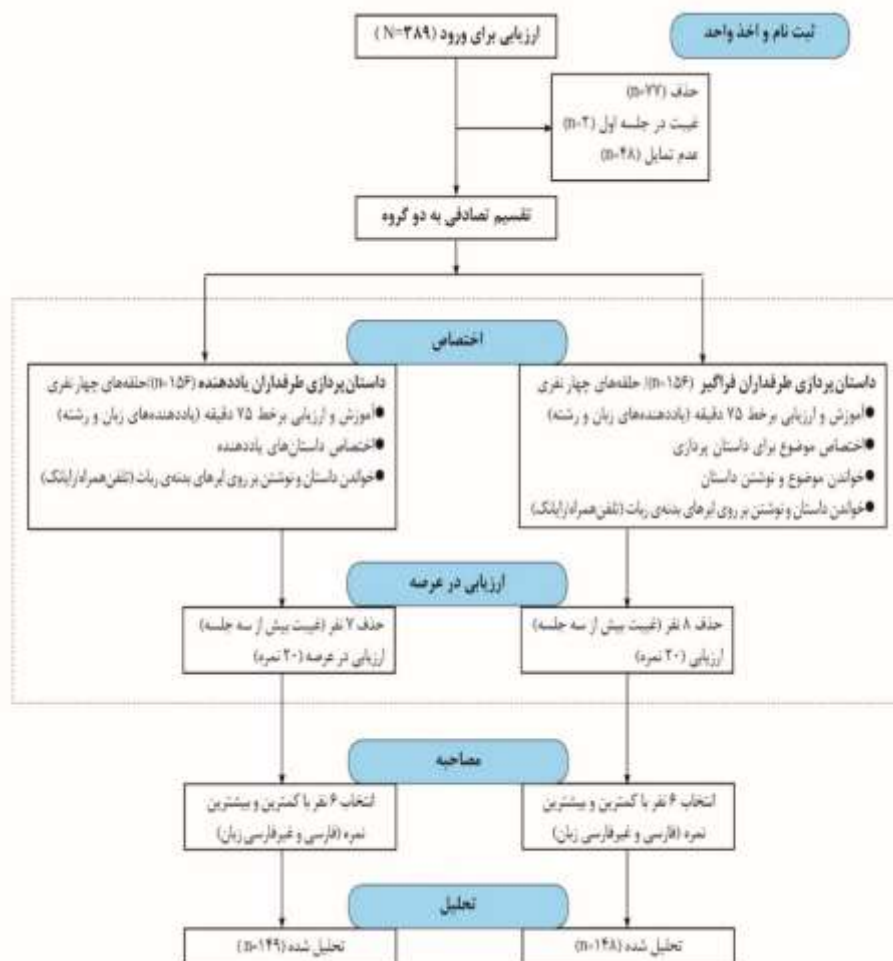 ثبت نام و اخذ واحد
ارزیابی برای ورود (N=۳۸۹ )
حذف (n=۷۷)
غیبت در جلسه اول (n=۲)
عدم تمایل (n=۴۸)
تقسیم تصادفی به دو گروه
اختصاص
داستان‌پردازی طرفداران فراگیر (n=۱۵۶)/ حلقه‌های چهار نفری
●آموزش و ارزیابی برخط ۷۵ دقیقه (یاددهنده‌های زبان و رشته)
●اختصاص موضوع برای داستان پردازی
●خواندن موضوع و نوشتن داستان
●خواندن داستان و نوشتن بر روی ابرهای بدنه‌ی ربات (تلفن‌همراه/رایانک)
داستان‌پردازی طرفداران یاددهنده (n=۱۵۶)/حلقه‌های چهار نفری
●آموزش و ارزیابی برخط ۷۵ دقیقه (یاددهنده‌های زبان و رشته)
●اختصاص داستان‌های یاددهنده
●خواندن داستان و نوشتن بر روی ابرهای بدنه‌ی ربات (تلفن‌همراه/رایانک)
ارزیابی در عرصه
حذف ۸ نفر (غیبت بیش از سه جلسه)
ارزیابی (۲۰ نمره)
حذف ۷ نفر (غیبت بیش از سه جلسه)
ارزیابی در عرصه (۲۰ نمره)
مصاحبه
انتخاب ۶ نفر با کمترین و بیشترین
نمره (فارسی و غیرفارسی زبان)
انتخاب ۶ نفر با کمترین و بیشترین
نمره (فارسی و غیرفارسی زبان)
تحلیل
تحلیل شده (n=۱۴۸)
تحلیل شده (n=۱۴۹ )